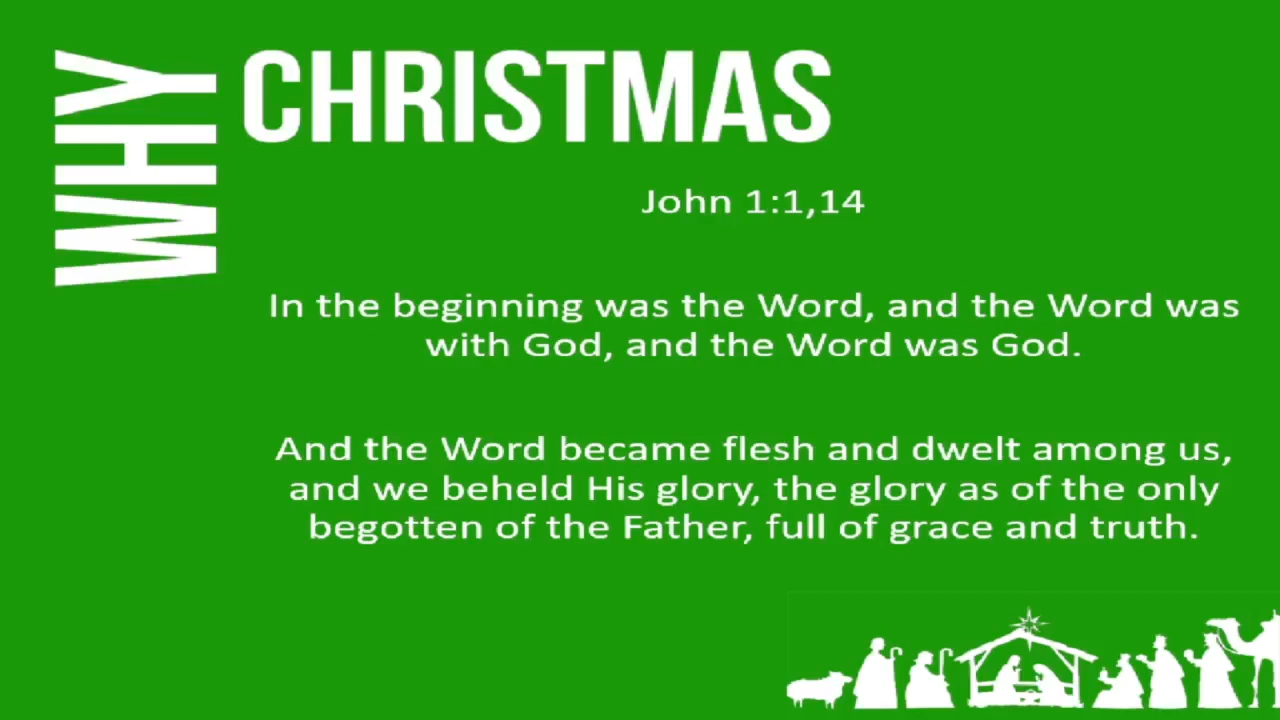 WHY
CHRISTMAS
John 1:1,14
In the beginning was the Word, and the Word was
with God, and the Word was God.
And the Word became flesh and dwelt among us,
and we beheld His glory, the glory as of the only
begotten of the Father, full of grace and truth.